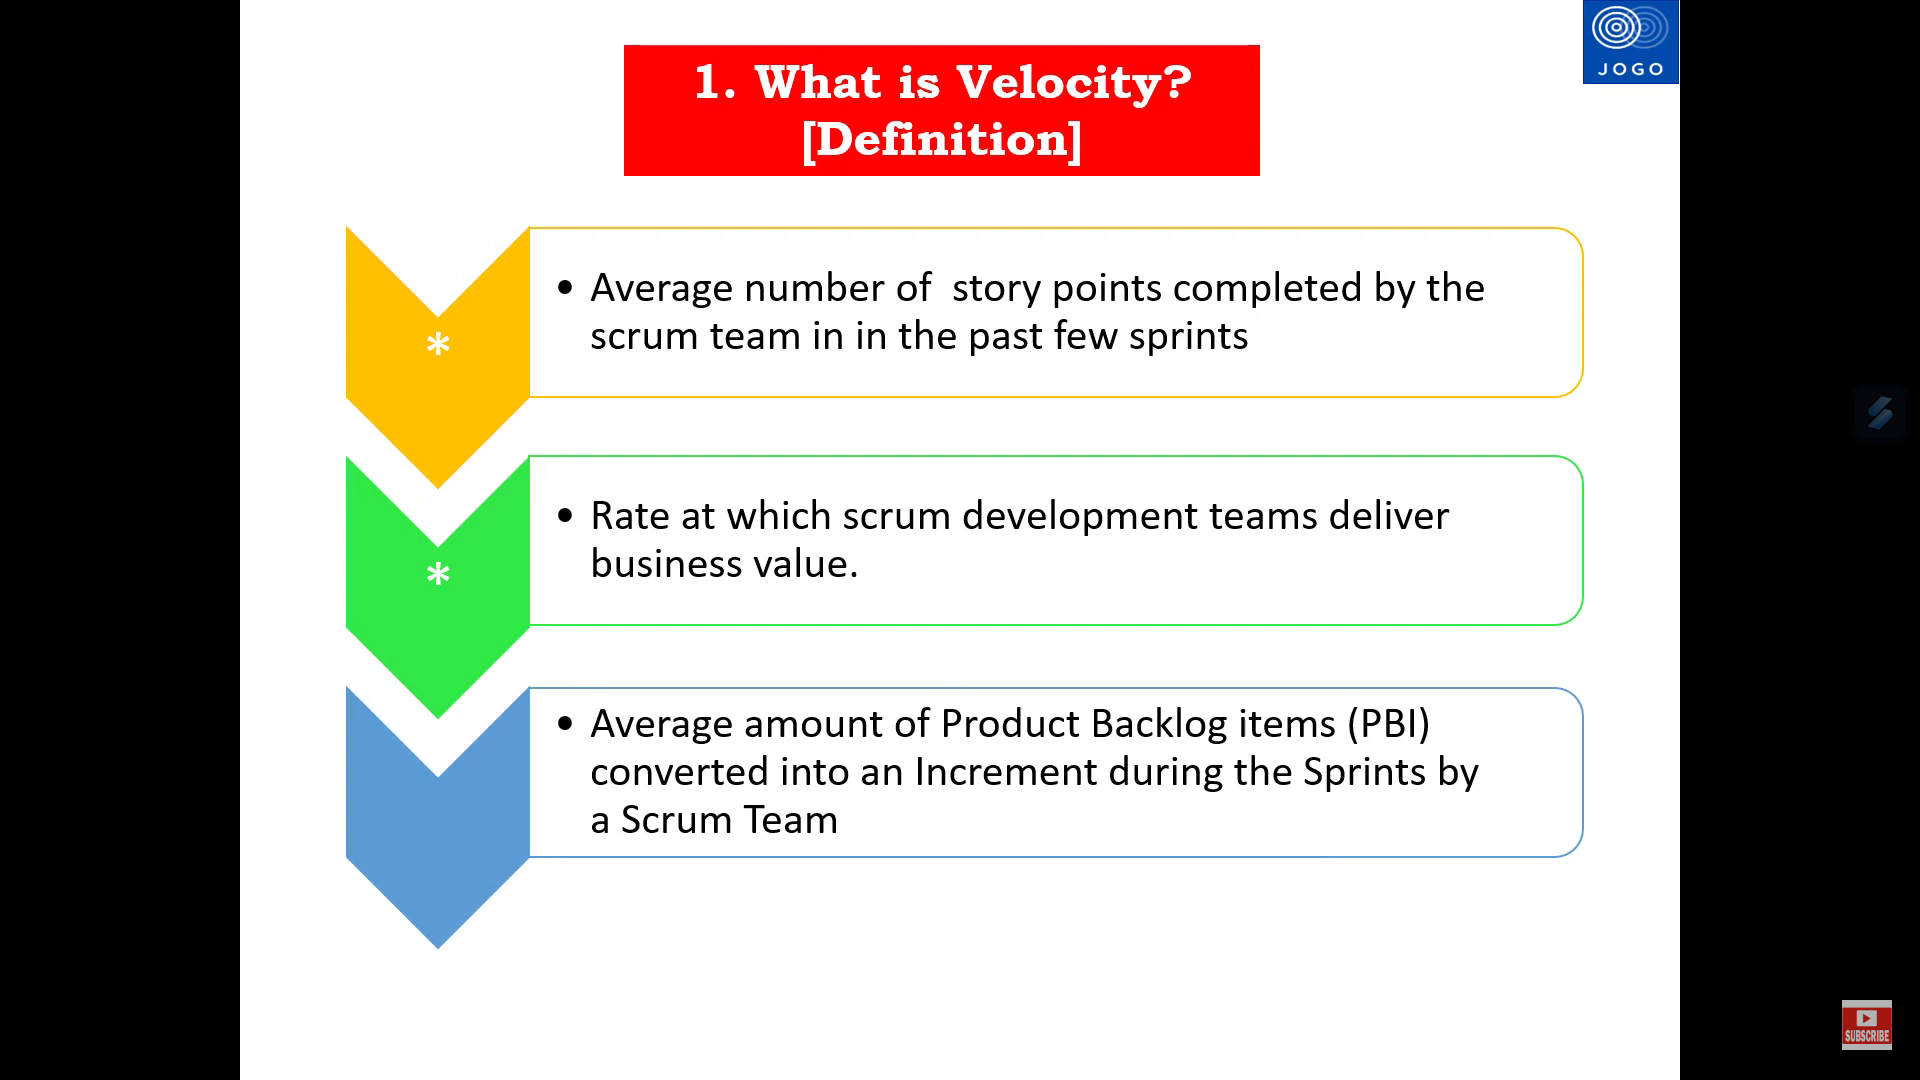 JOGO
1. What is Velocity?
[Definition]
*
• Average number of  story points completed by the
scrum team in in the past few sprints
*
• Rate at which scrum development teams deliver
business value.
• Average amount of Product Backlog items (PBI)
converted into an Increment during the Sprints by
a Scrum Team
SUBSCRIBE